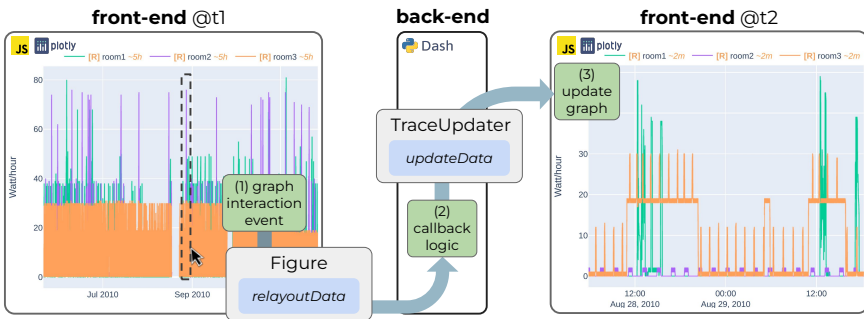 front-end @t1
back-end
front-end @t2
JS plotly
[R] room1 ~5h [R] room2 ~5h [R] room3 ~5h
80
60
40
20
0
Watt/hour
Jul 2010
Sep 2010
(1) graph
interaction
event
Figure
relayoutData
Dash
TraceUpdater
updateData
(2)
callback
logic
JS plotly
[R] room1 ~2m [R] room2 ~2m [R] room3 ~2m
(3)
update
graph
50
40
30
20
10
0
Watt/hour
12:00
Aug 28, 2010
00:00
Aug 29, 2010
12:00